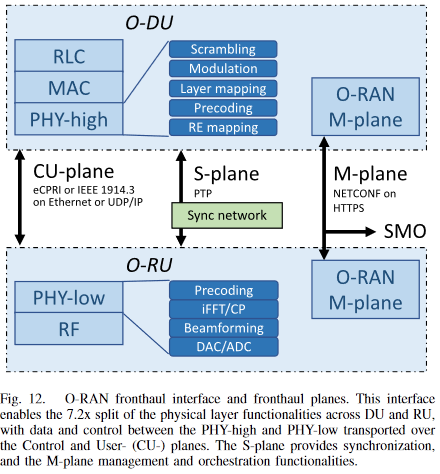 O-DU
RLC
MAC
PHY-high
Scrambling
Modulation
Layer mapping
Precoding
RE mapping
O-RAN
M-plane
CU-plane
eCPRI or IEEE 1914.3
on Ethernet or UDP/IP
S-plane
PTP
Sync network
M-plane
NETCONF on
HTTPS
SMO
O-RU
PHY-low
RF
Precoding
iFFT/CP
Beamforming
DAC/ADC
O-RAN
M-plane
Fig. 12. O-RAN fronthaul interface and fronthaul planes. This interface
enables the 7.2x split of the physical layer functionalities across DU and RU,
with data and control between the PHY-high and PHY-low transported over
the Control and User- (CU-) planes. The S-plane provides synchronization,
and the M-plane management and orchestration functionalities.